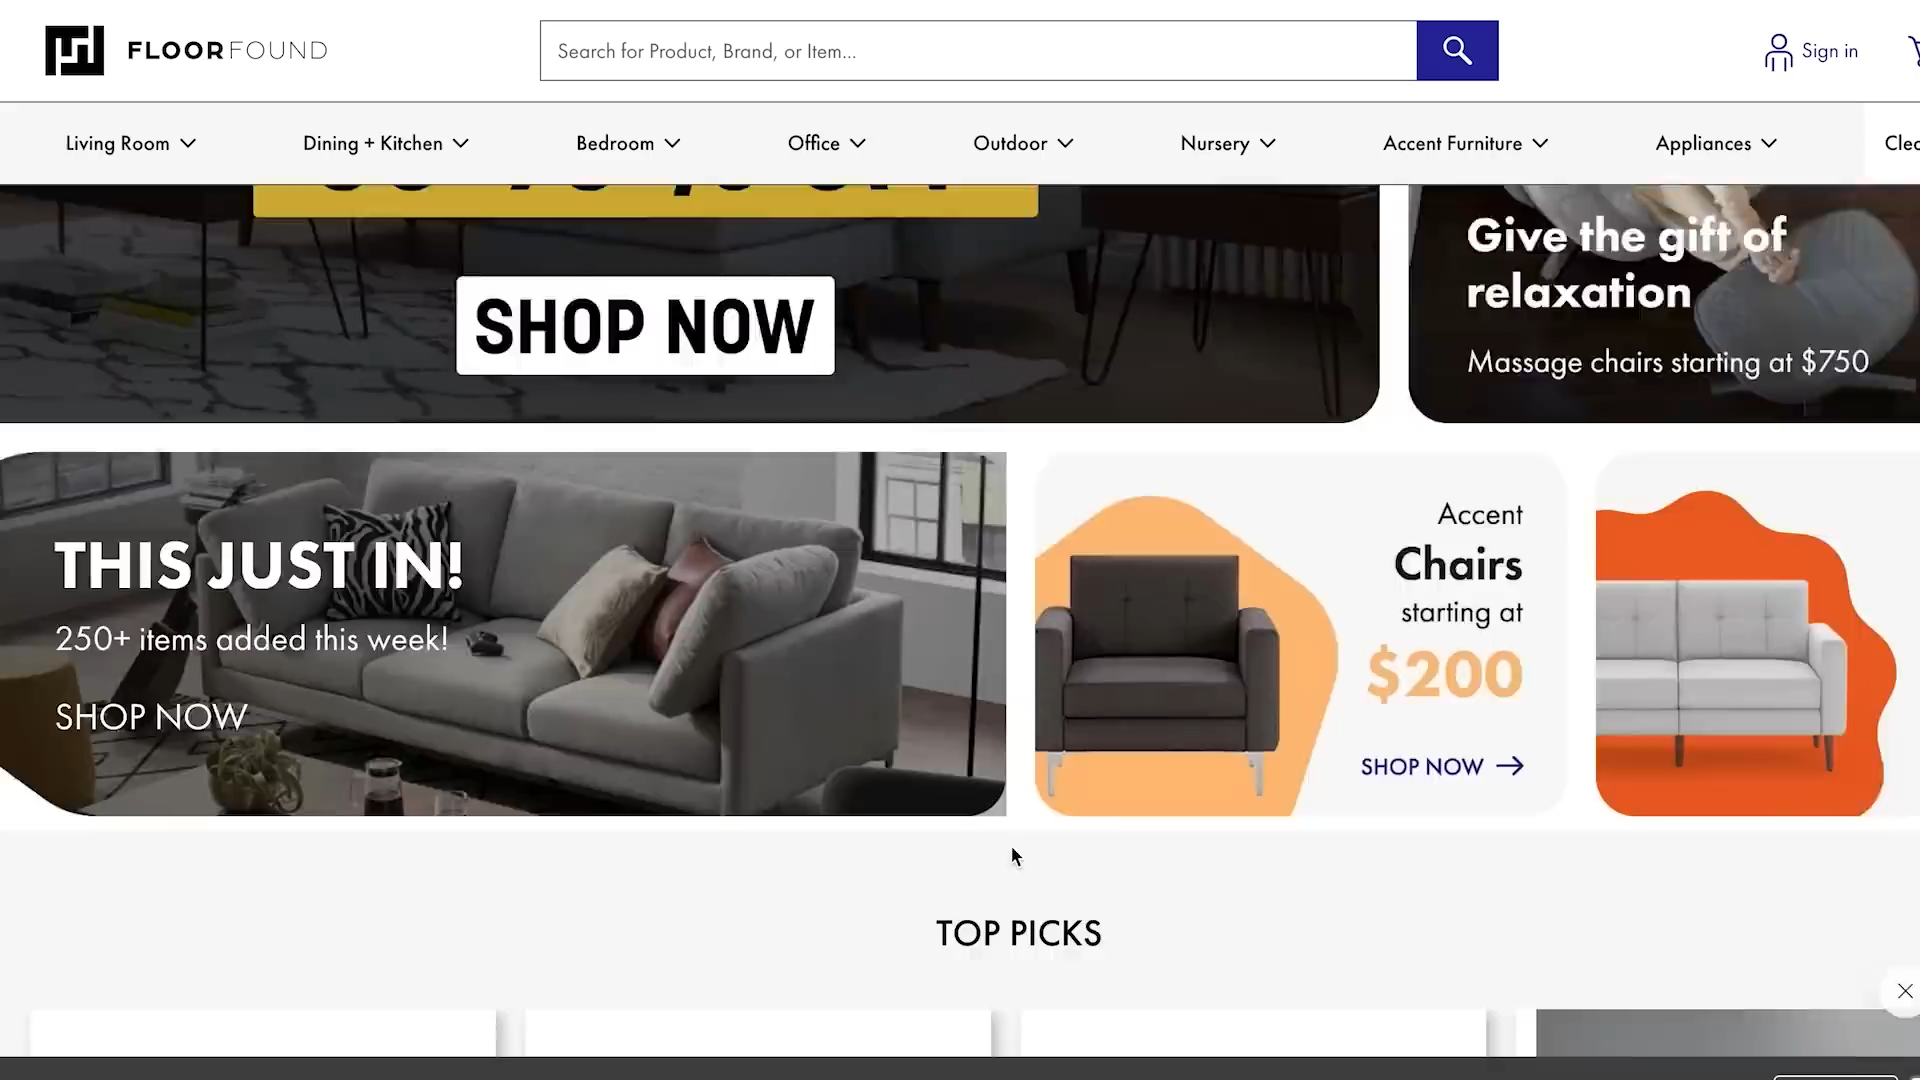 FLOORFOUND
Search for Product, Brand, or Item...
Sign in
Living Room
Dining + Kitchen
Bedroom
Office
Outdoor
Nursery
Accent Furniture
Appliances
SHOP NOW
Give the gift of
relaxation
Massage chairs starting at $750
THIS JUST IN!
250+ items added this week!
SHOP NOW
Accent
Chairs
starting at
$200
SHOP NOW
TOP PICKS